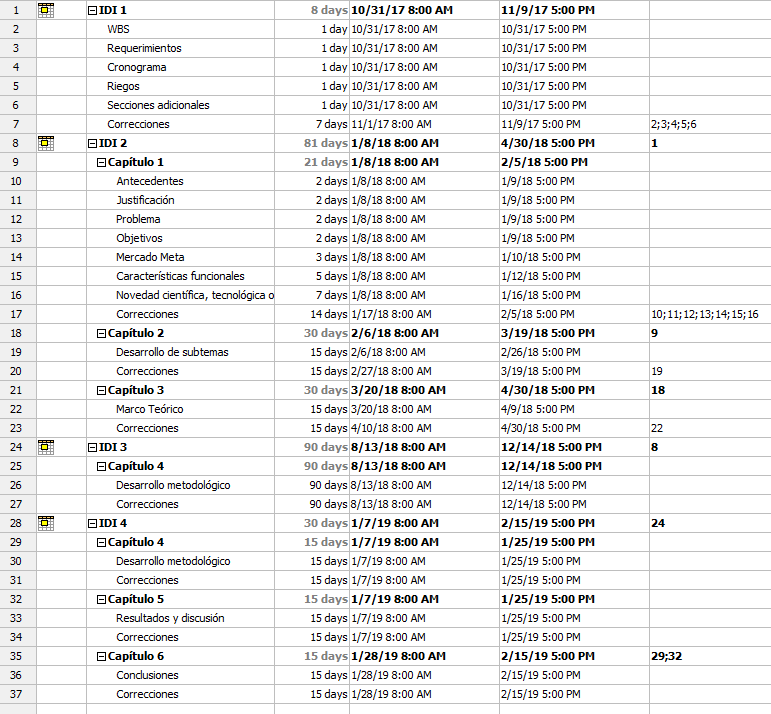 1 IDI 1 8 days 10/31/17 8:00 AM 11/9/17 5:00 PM
2 WBS 1 day 10/31/17 8:00 AM 10/31/17 5:00 PM
3 Requerimientos 1 day 10/31/17 8:00 AM 10/31/17 5:00 PM
4 Cronograma 1 day 10/31/17 8:00 AM 10/31/17 5:00 PM
5 Riegos 1 day 10/31/17 8:00 AM 10/31/17 5:00 PM
6 Secciones adicionales 1 day 10/31/17 8:00 AM 10/31/17 5:00 PM
7 Correcciones 7 days 11/1/17 8:00 AM 11/9/17 5:00 PM 2;3;4;5;6
8 IDI 2 81 days 1/8/18 8:00 AM 4/30/18 5:00 PM 1
9 Capítulo 1 21 days 1/8/18 8:00 AM 2/5/18 5:00 PM
10 Antecedentes 2 days 1/8/18 8:00 AM 1/9/18 5:00 PM
11 Justificación 2 days 1/8/18 8:00 AM 1/9/18 5:00 PM
12 Problema 2 days 1/8/18 8:00 AM 1/9/18 5:00 PM
13 Objetivos 2 days 1/8/18 8:00 AM 1/9/18 5:00 PM
14 Mercado Meta 3 days 1/8/18 8:00 AM 1/10/18 5:00 PM
15 Características funcionales 5 days 1/8/18 8:00 AM 1/12/18 5:00 PM
16 Novedad científica, tecnológica o 7 days 1/8/18 8:00 AM 1/16/18 5:00 PM
17 Correcciones 14 days 1/17/18 8:00 AM 2/5/18 5:00 PM 10;11;12;13;14;15;16
18 Capítulo 2 30 days 2/6/18 8:00 AM 3/19/18 5:00 PM 9
19 Desarrollo de subtemas 15 days 2/6/18 8:00 AM 2/26/18 5:00 PM
20 Correcciones 15 days 2/27/18 8:00 AM 3/19/18 5:00 PM 19
21 Capítulo 3 30 days 3/20/18 8:00 AM 4/30/18 5:00 PM 18
22 Marco Teórico 15 days 3/20/18 8:00 AM 4/9/18 5:00 PM
23 Correcciones 15 days 4/10/18 8:00 AM 4/30/18 5:00 PM 22
24 IDI 3 90 days 8/13/18 8:00 AM 12/14/18 5:00 PM 8
25 Capítulo 4 90 days 8/13/18 8:00 AM 12/14/18 5:00 PM
26 Desarrollo metodológico 90 days 8/13/18 8:00 AM 12/14/18 5:00 PM
27 Correcciones 90 days 8/13/18 8:00 AM 12/14/18 5:00 PM
28 IDI 4 30 days 1/7/19 8:00 AM 2/15/19 5:00 PM 24
29 Capítulo 4 15 days 1/7/19 8:00 AM 1/25/19 5:00 PM
30 Desarrollo metodológico 15 days 1/7/19 8:00 AM 1/25/19 5:00 PM
31 Correcciones 15 days 1/7/19 8:00 AM 1/25/19 5:00 PM
32 Capítulo 5 15 days 1/7/19 8:00 AM 1/25/19 5:00 PM
33 Resultados y discusión 15 days 1/7/19 8:00 AM 1/25/19 5:00 PM
34 Correcciones 15 days 1/7/19 8:00 AM 1/25/19 5:00 PM
35 Capítulo 6 15 days 1/28/19 8:00 AM 2/15/19 5:00 PM 29;32
36 Conclusiones 15 days 1/28/19 8:00 AM 2/15/19 5:00 PM
37 Correcciones 15 days 1/28/19 8:00 AM 2/15/19 5:00 PM